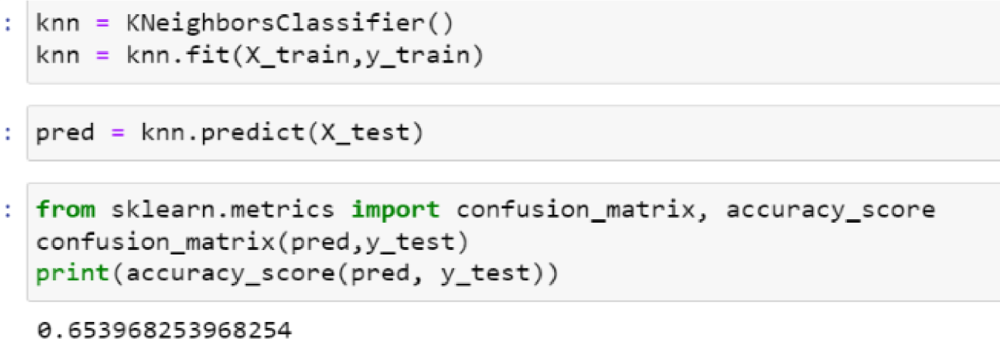 : knn = KNeighborsClassifier()
knn = knn.fit(X_train,y_train)
: pred = knn.predict(X_test)
: from sklearn.metrics import confusion_matrix, accuracy_score
confusion_matrix(pred,y_test)
print(accuracy_score(pred, y_test))
0.653968253968254